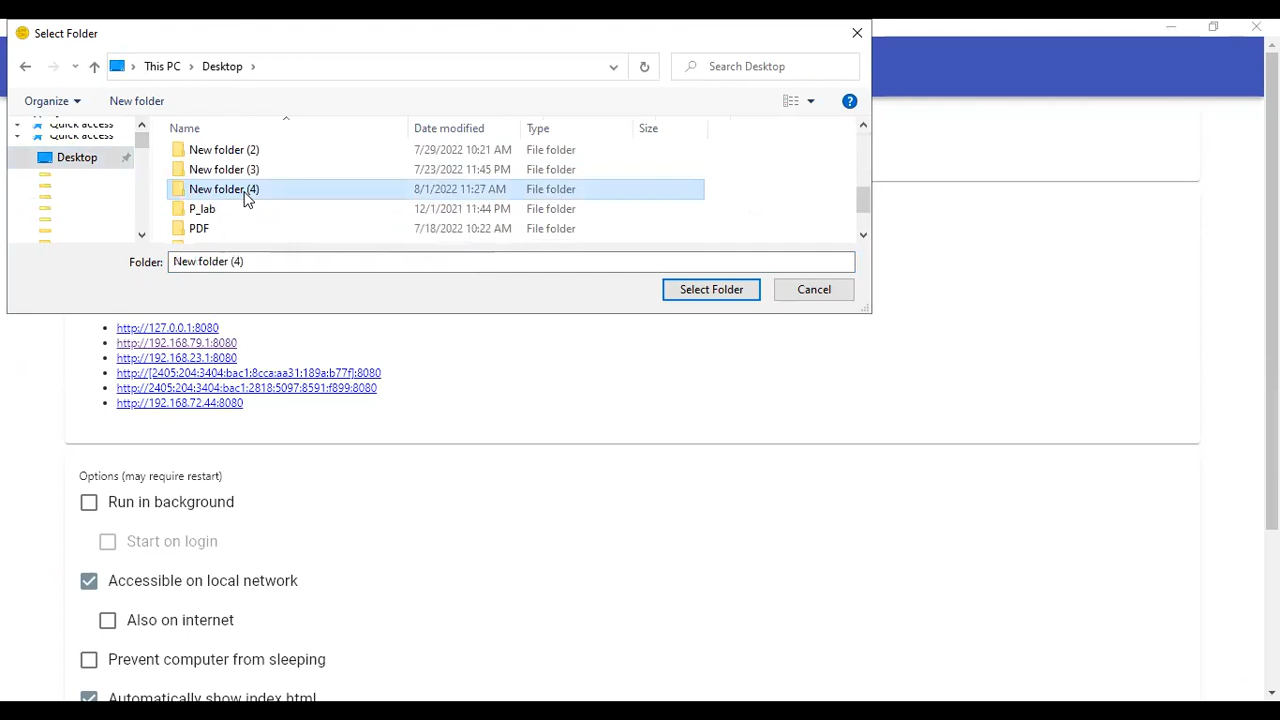 Select Folder
This PC Desktop
Search Desktop
Organize
New folder
?
Name Date modified Type Size
Quick access
Quick access
Desktop
New folder (2) 7/29/2022 10:21 AM File folder
New folder (3) 7/23/2022 11:45 PM File folder
New folder (4) 8/1/2022 11:27 AM File folder
P_lab 12/1/2021 11:44 PM File folder
PDF 7/18/2022 10:22 AM File folder
Folder: New folder (4)
Select Folder
Cancel
• http://127.0.0.1:8080
• http://192.168.79.1:8080
• http://192.168.23.1:8080
• http://[2405:204:3404:bac1:8cca:aa31:189a:b77f]:8080
• http://2405:204:3404:bac1:2818:5097:8591:f899:8080
• http://192.168.72.44:8080
Options (may require restart)
Run in background
Start on login
Accessible on local network
Also on internet
Prevent computer from sleeping
Automatically show index.html